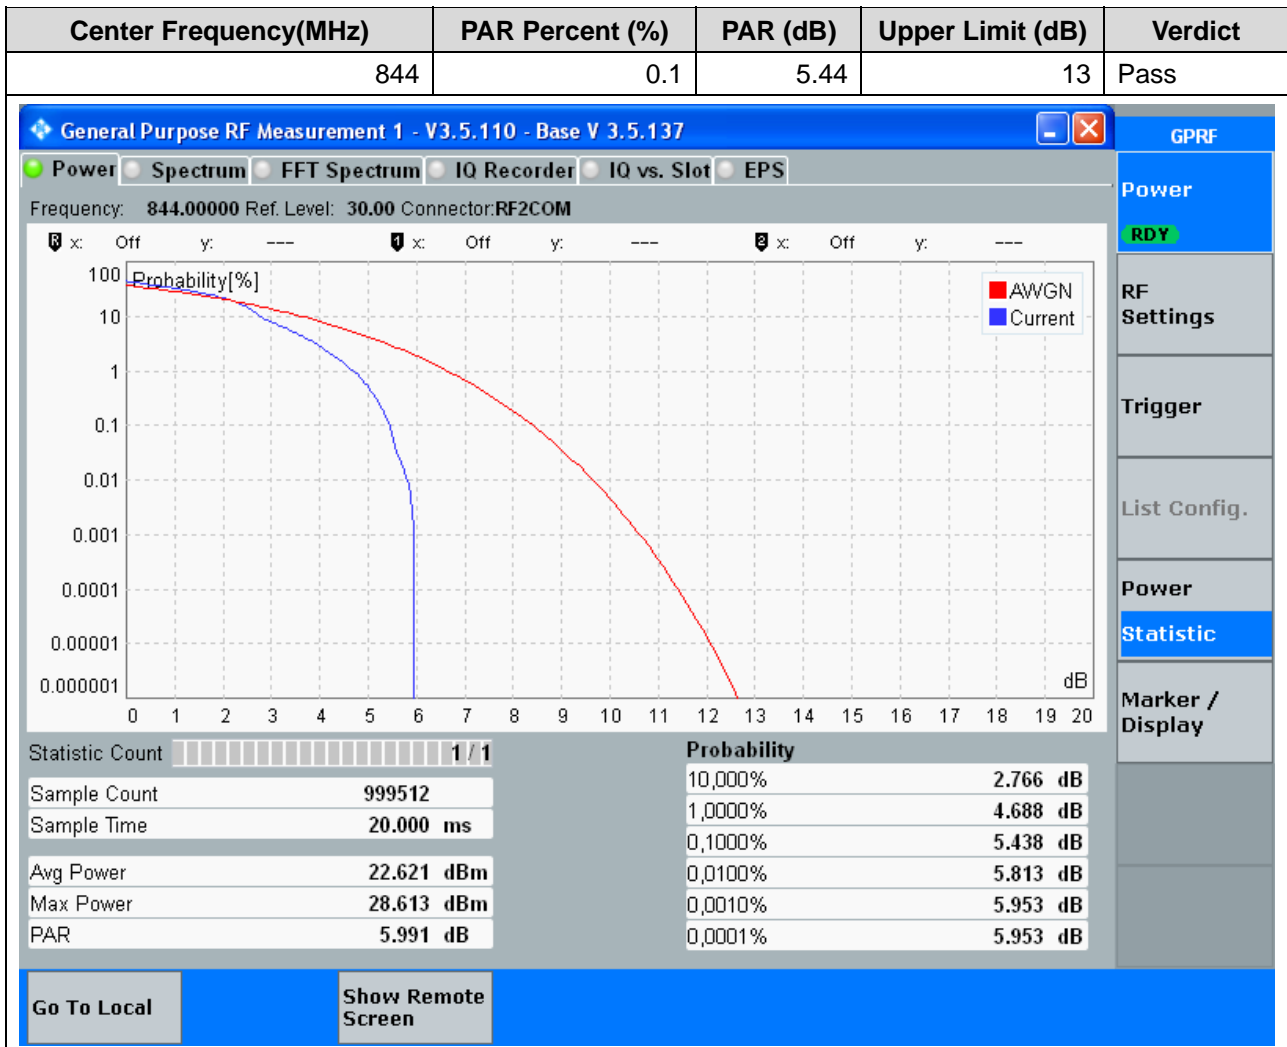 Center Frequency(MHz) PAR Percent (%) PAR (dB) Upper Limit (dB) Verdict
844 0.1 5.44 13 Pass
General Purpose RF Measurement 1 - V3.5.110 - Base V 3.5.137
GPRF
Power Spectrum FFT Spectrum IQ Recorder IQ vs. Slot EPS
Frequency: 844.00000 Ref. Level: 30.00 Connector:RF2COM
Power
RDY
R x: Off y: --- 1 x: Off y: --- 2 x: Off y: ---
Probability[%]
AWGN
Current
100
10
1
0.1
0.01
0.001
0.0001
0.00001
0.000001
dB
0 1 2 3 4 5 6 7 8 9 10 11 12 13 14 15 16 17 18 19 20
RF
Settings
Trigger
List Config.
Power
Statistic
Marker /
Display
Statistic Count 1 / 1
Sample Count 999512
Sample Time 20.000 ms
Avg Power 22.621 dBm
Max Power 28.613 dBm
PAR 5.991 dB
Probability
10,000% 2.766 dB
1,0000% 4.688 dB
0,1000% 5.438 dB
0,0100% 5.813 dB
0,0010% 5.953 dB
0,0001% 5.953 dB
Go To Local
Show Remote
Screen